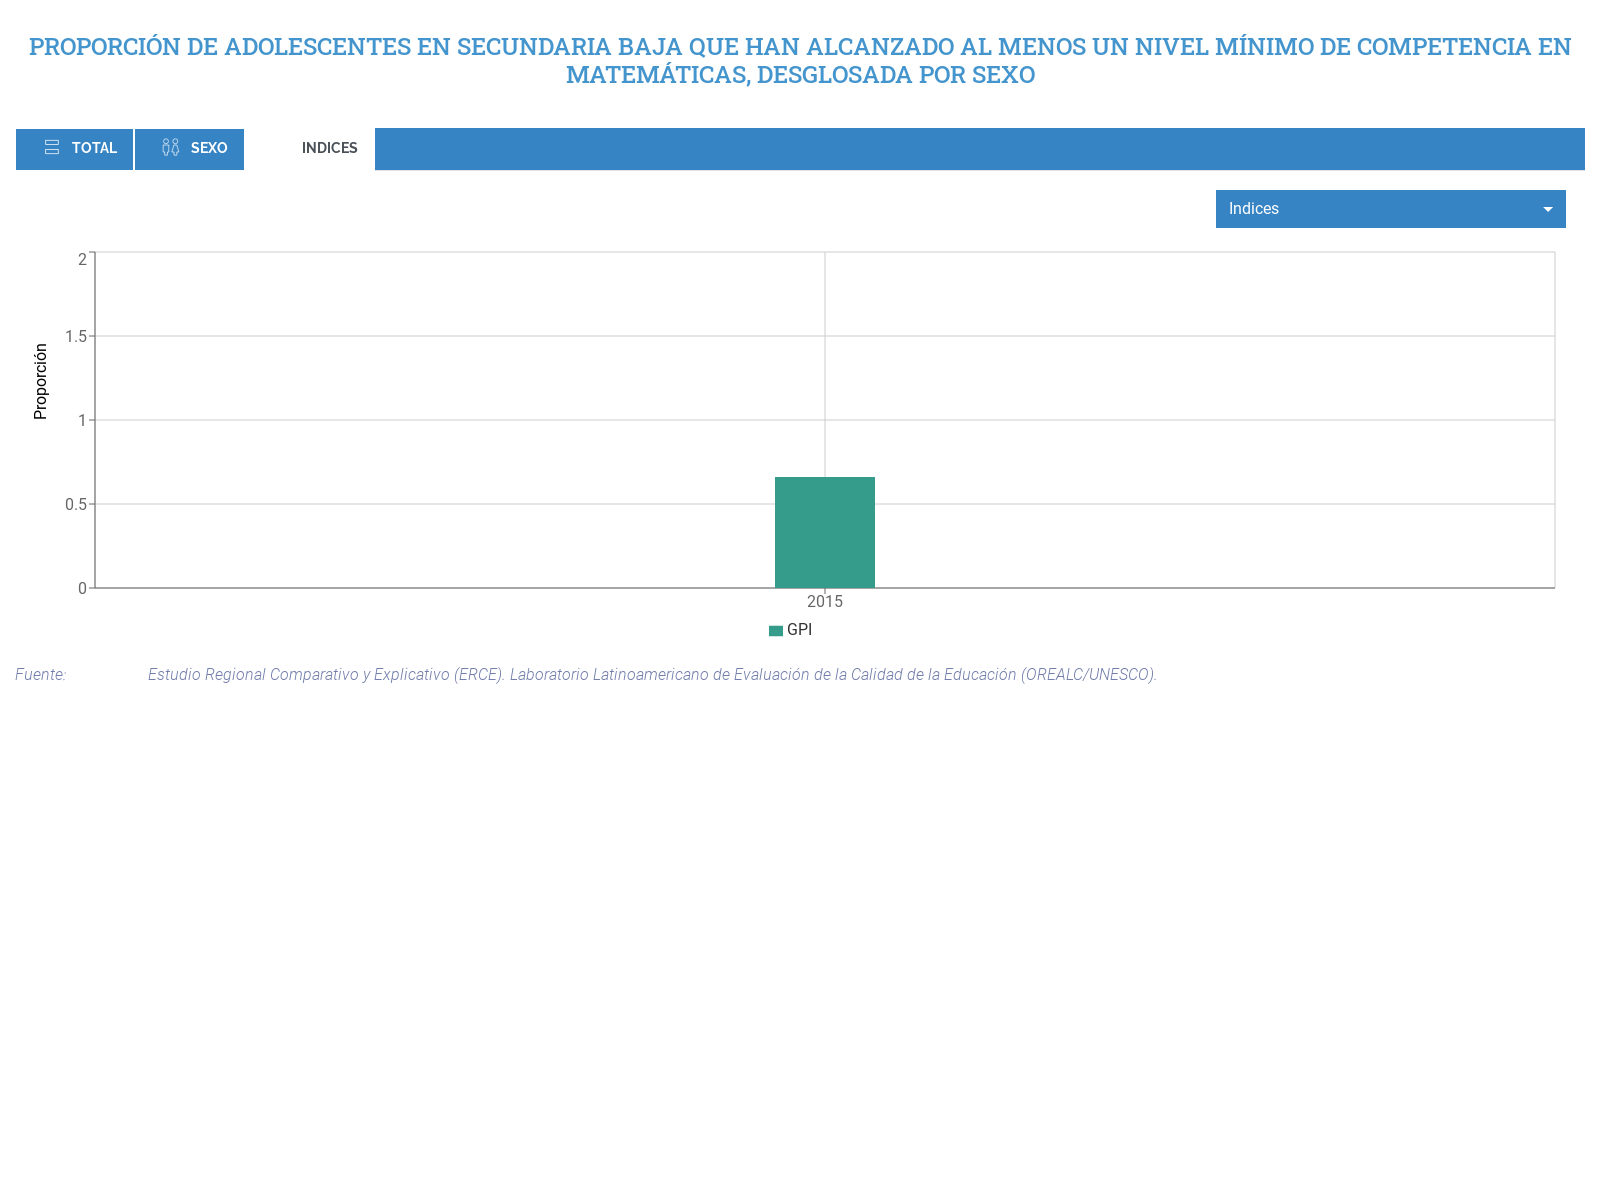 PROPORCIÓN DE ADOLESCENTES EN SECUNDARIA BAJA QUE HAN ALCANZADO AL MENOS UN NIVEL MÍNIMO DE COMPETENCIA EN
MATEMÁTICAS, DESGLOSADA POR SEXO
TOTAL SEXO INDICES
Indices
2
1.5
Proporción
1
0.5
0
2015
GPI
Fuente: Estudio Regional Comparativo y Explicativo (ERCE). Laboratorio Latinoamericano de Evaluación de la Calidad de la Educación (OREALC/UNESCO).